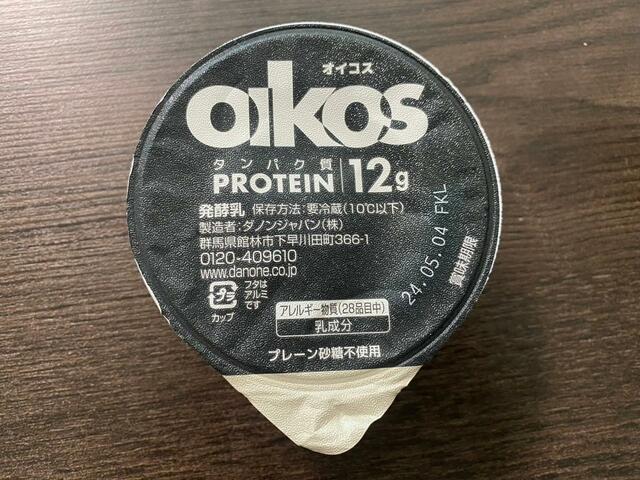 オイコス
oikos
タンパク質
PROTEIN 12g
発酵乳 保存方法:要冷蔵(10℃以下)
製造者:ダノンジャパン(株)
群馬県館林市下早川田町366-1
0120-409610
www.danone.co.jp
プラ
カップ
フタは
アルミ
です
アレルギー物質(28品目中)
乳成分
プレーン砂糖不使用
24.05.04 FKL
賞味期限